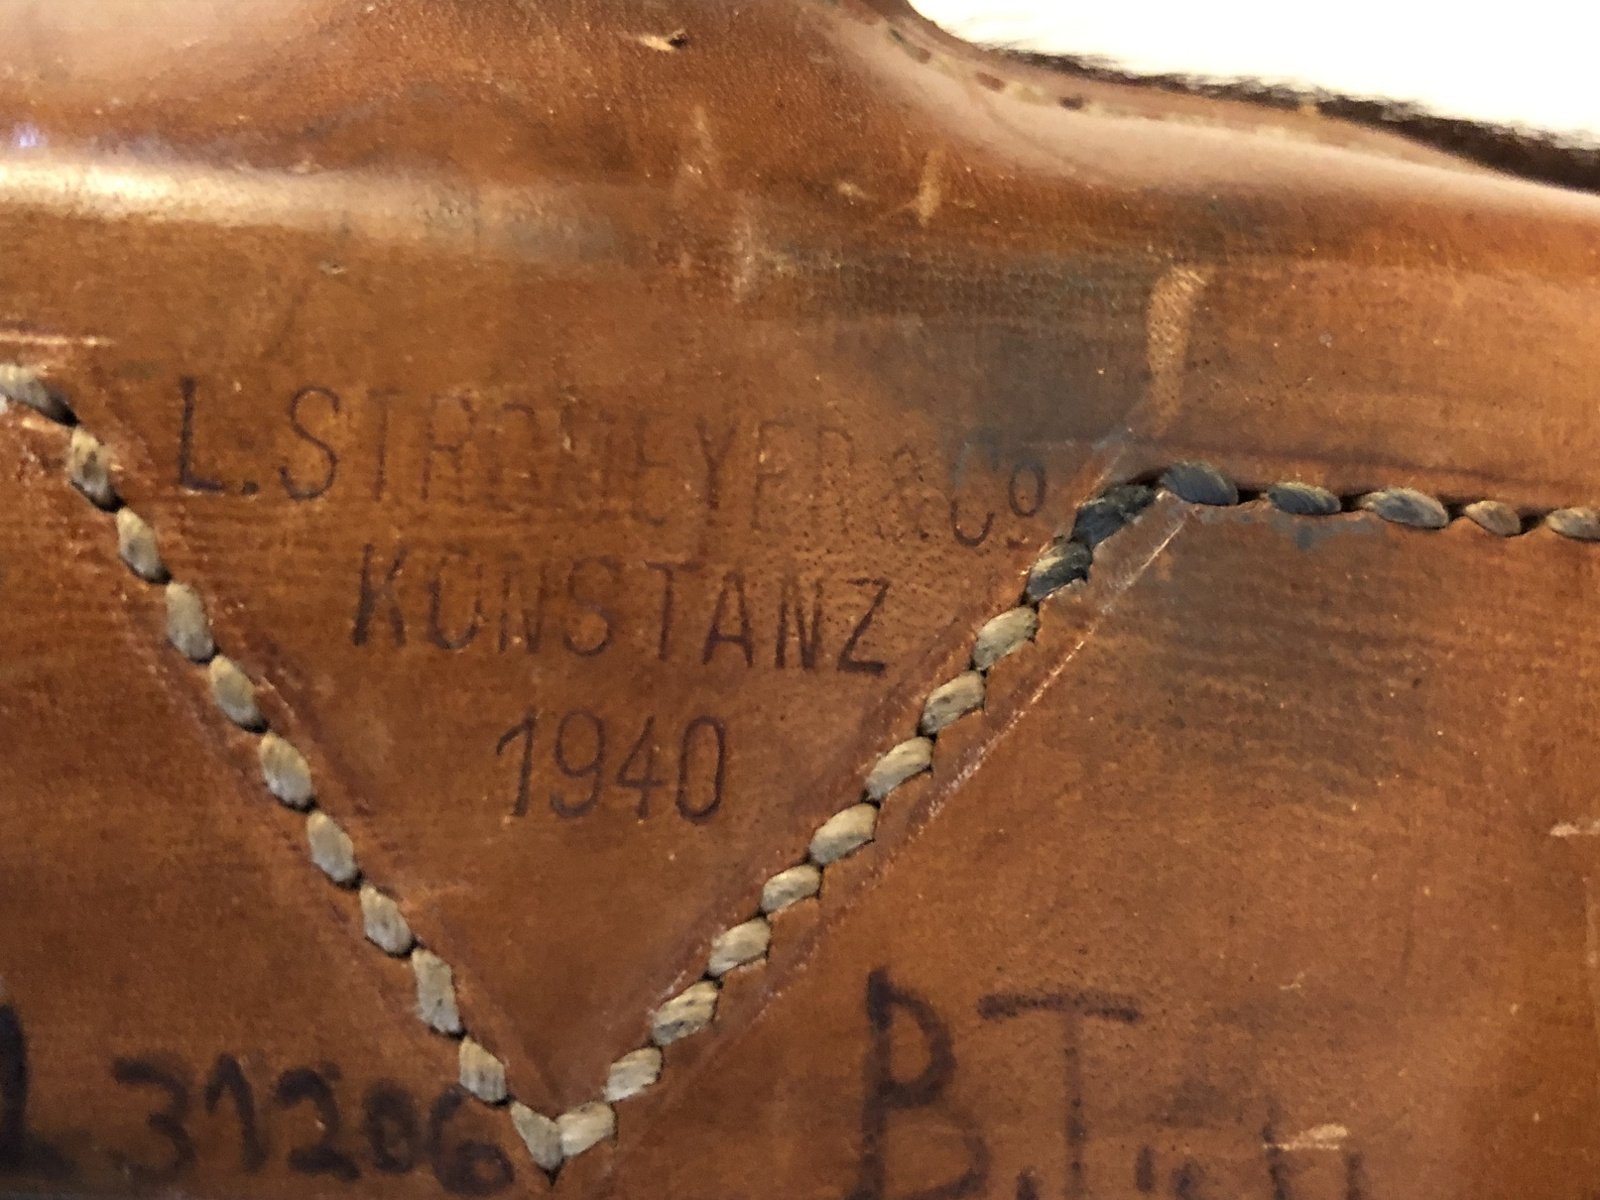 L. STROMEYER & Co
KONSTANZ
1940
31206
B.